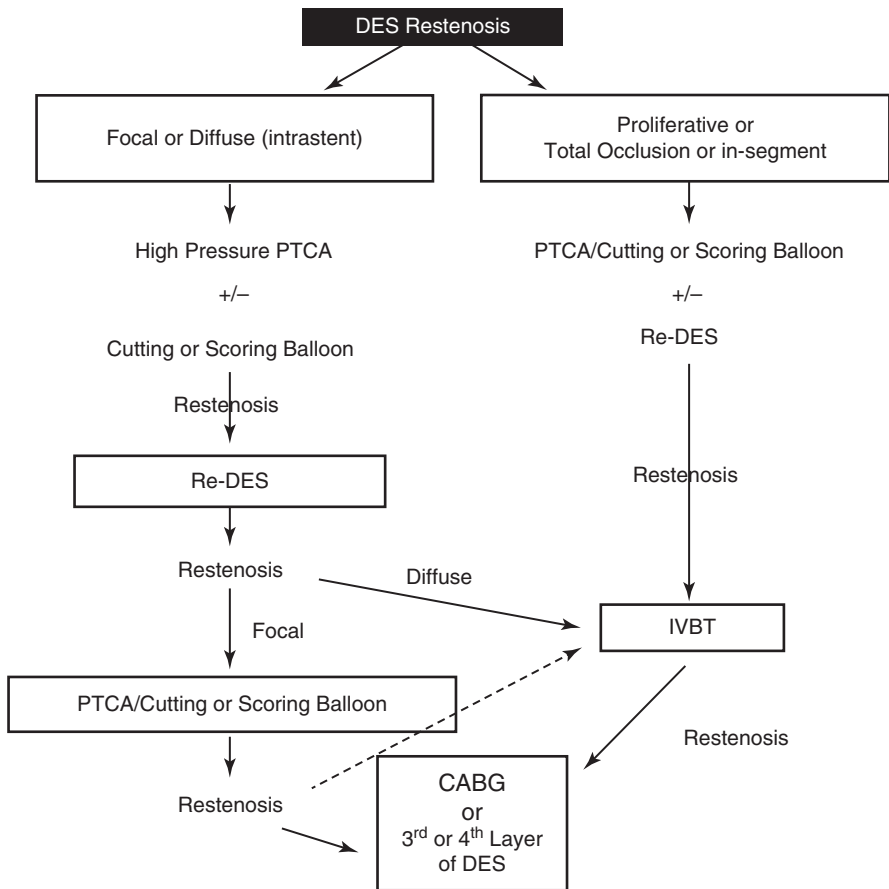 DES Restenosis
Focal or Diffuse (intrastent)
Proliferative or
Total Occlusion or in-segment
High Pressure PTCA
+/–
Cutting or Scoring Balloon
PTCA/Cutting or Scoring Balloon
+/–
Re-DES
Restenosis
Re-DES
Restenosis
Restenosis
Diffuse
Focal
IVBT
PTCA/Cutting or Scoring Balloon
Restenosis
Restenosis
CABG
or
3rd or 4th Layer
of DES